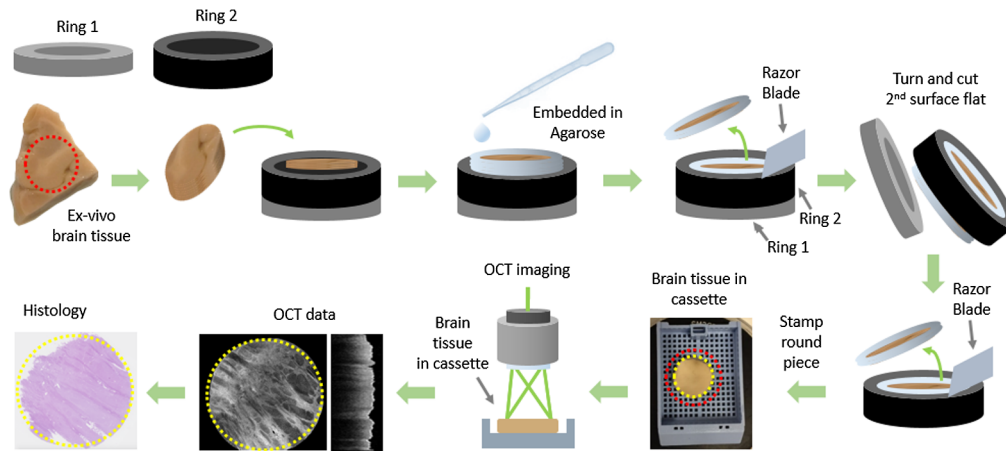 Ring 1
Ring 2
Ex-vivo
brain tissue
Embedded in
Agarose
Razor
Blade
Ring 2
Ring 1
Turn and cut
2nd surface flat
Razor
Blade
Stamp
round
piece
Brain tissue in
cassette
OCT imaging
Brain
tissue
in cassette
OCT data
Histology